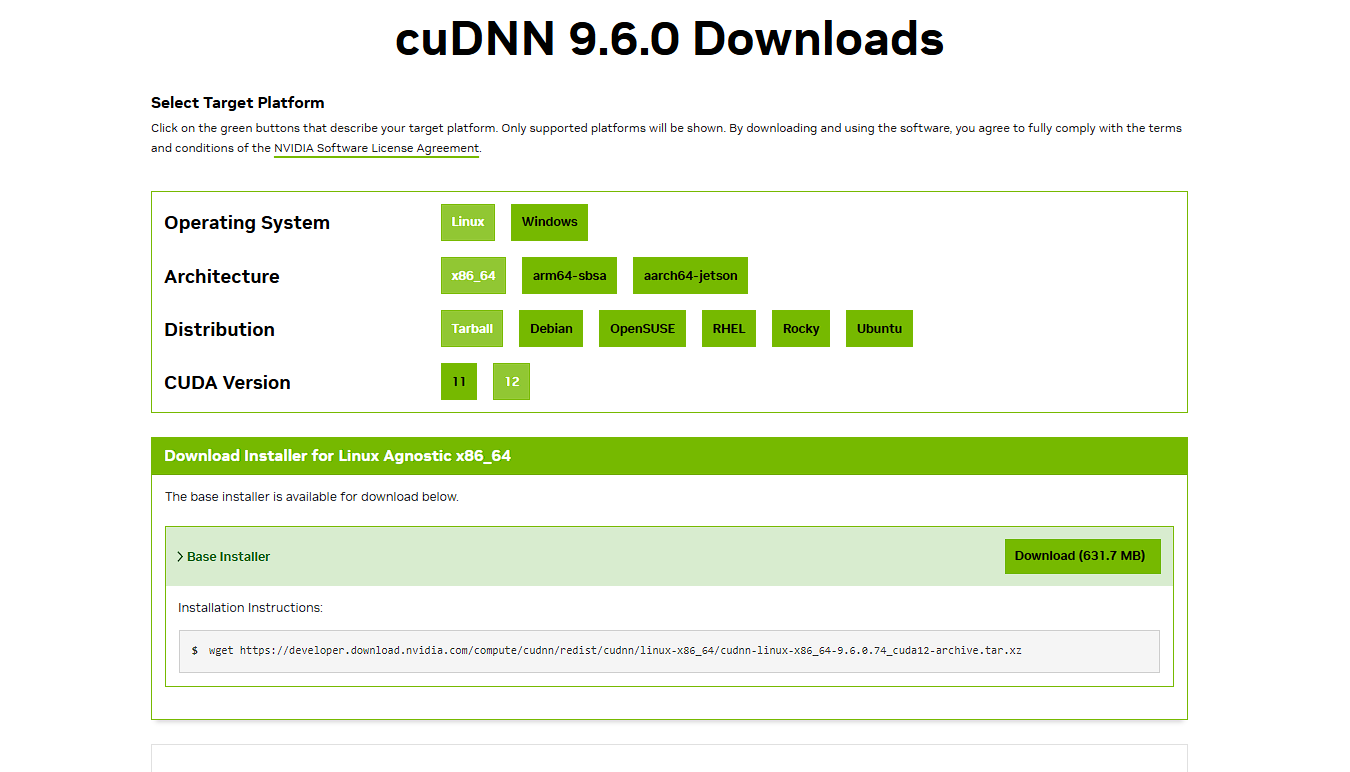 cuDNN 9.6.0 Downloads
Select Target Platform
Click on the green buttons that describe your target platform. Only supported platforms will be shown. By downloading and using the software, you agree to fully comply with the terms
and conditions of the NVIDIA Software License Agreement.
Operating System Linux Windows
Architecture x86_64 arm64-sbsa aarch64-jetson
Distribution Tarball Debian OpenSUSE RHEL Rocky Ubuntu
CUDA Version 11 12
Download Installer for Linux Agnostic x86_64
The base installer is available for download below.
Base Installer Download (631.7 MB)
Installation Instructions:
$ wget https://developer.download.nvidia.com/compute/cudnn/redist/cudnn/linux-x86_64/cudnn-linux-x86_64-9.6.0.74_cuda12-archive.tar.xz